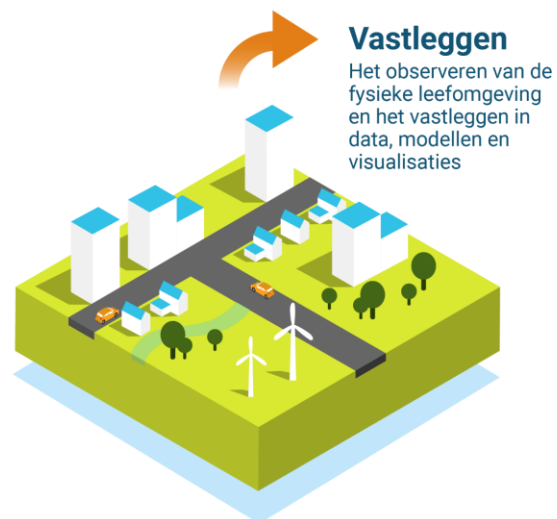 Vastleggen
Het observeren van de
fysieke leefomgeving
en het vastleggen in
data, modellen en
visualisaties